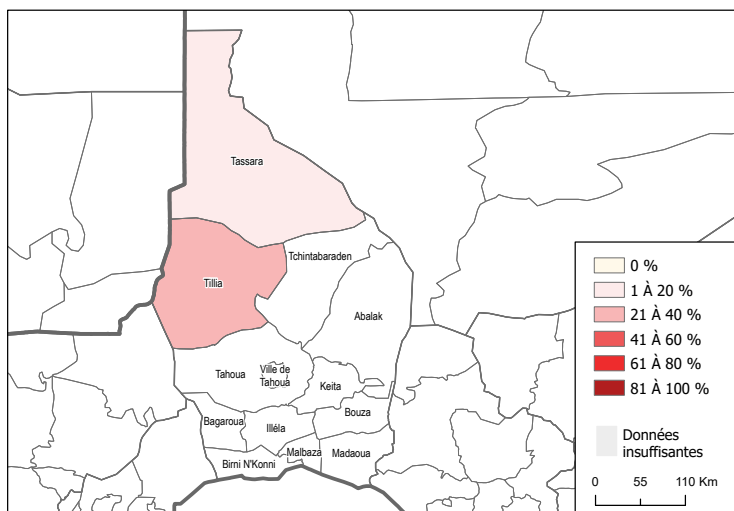 Tassara
Tchintabaraden
Tillia
Abalak
Tahoua
Ville de
Tahoua
Keita
Bagaroua
Illéla
Bouza
Birni N'Konni
Malbaza
Madaoua
0 %
1 À 20 %
21 À 40 %
41 À 60 %
61 À 80 %
81 À 100 %
Données
insuffisantes
0 55 110 Km